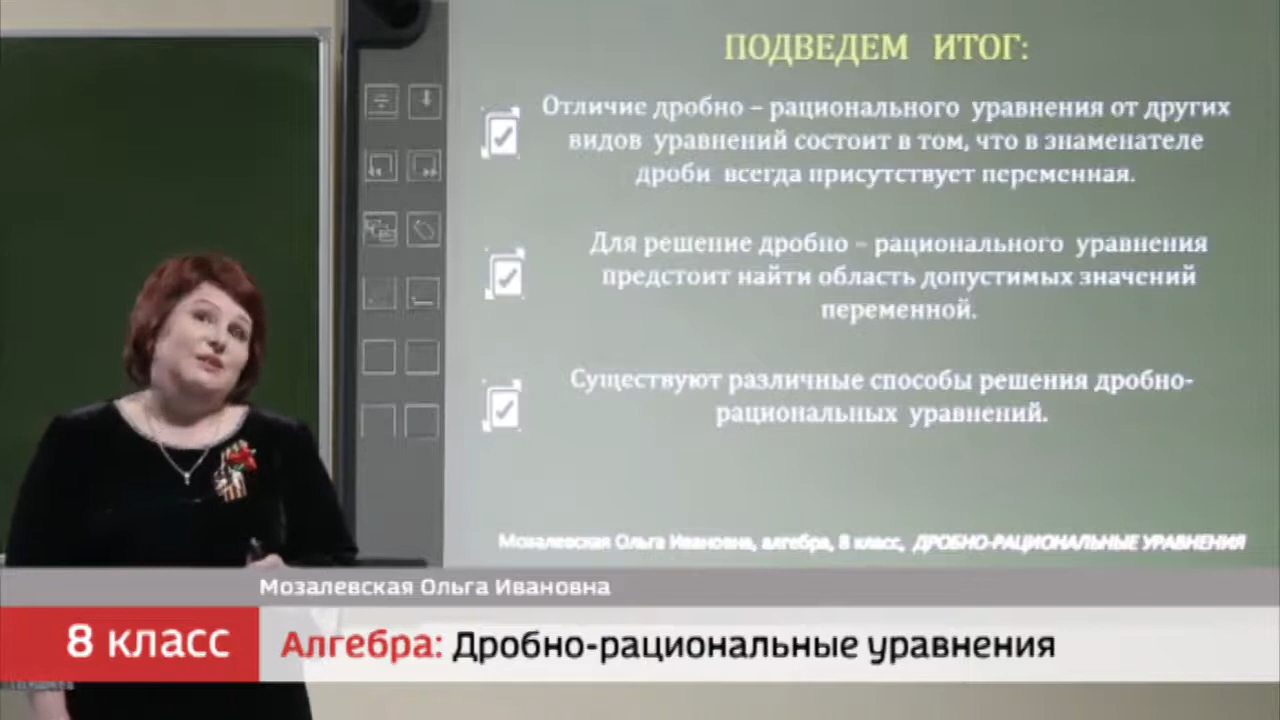 ПОДВЕДЕМ ИТОГ:
Отличие дробно – рационального уравнения от других
видов уравнений состоит в том, что в знаменателе
дроби всегда присутствует переменная.
Для решение дробно – рационального уравнения
предстоит найти область допустимых значений
переменной.
Существуют различные способы решения дробно-
рациональных уравнений.
Мозалевская Ольга Ивановна, алгебра, 8 класс, ДРОБНО-РАЦИОНАЛЬНЫЕ УРАВНЕНИЯ
Мозалевская Ольга Ивановна
8 класс
Алгебра: Дробно-рациональные уравнения